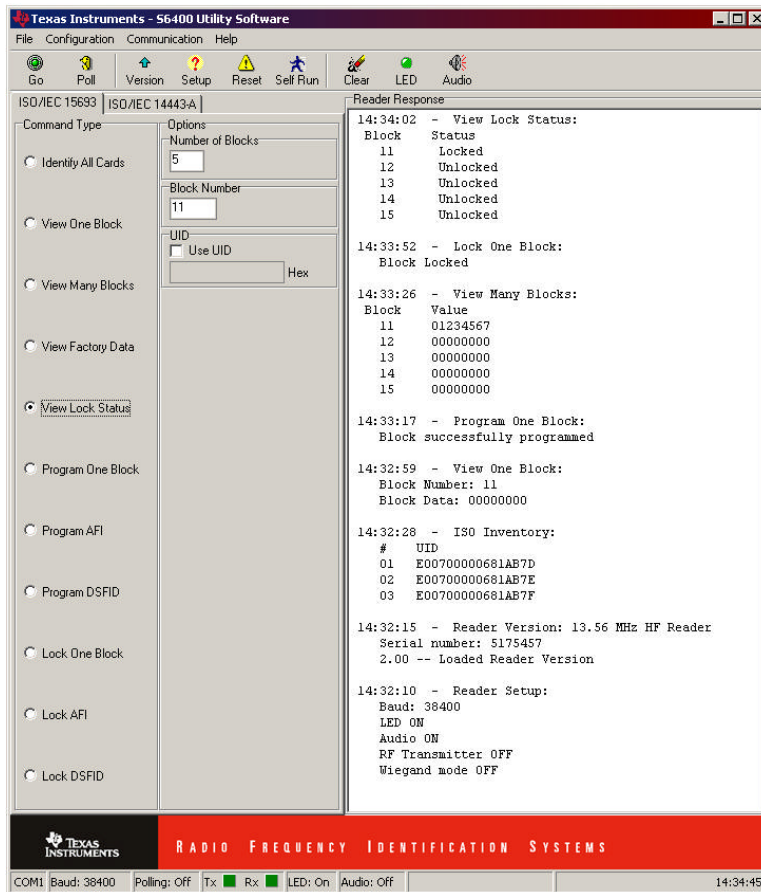 Texas Instruments - S6400 Utility Software
File Configuration Communication Help
Go Poll Version Setup Reset Self Run Clear LED Audio
ISO/IEC 15693 ISO/IEC 14443-A
Command Type
Identify All Cards
View One Block
View Many Blocks
View Factory Data
View Lock Status
Program One Block
Program AFI
Program DSFID
Lock One Block
Lock AFI
Lock DSFID
Options
Number of Blocks
5
Block Number
11
UID
Use UID
Hex
Reader Response
14:34:02 - View Lock Status:
Block Status
11 Locked
12 Unlocked
13 Unlocked
14 Unlocked
15 Unlocked
14:33:52 - Lock One Block:
Block Locked
14:33:26 - View Many Blocks:
Block Value
11 01234567
12 00000000
13 00000000
14 00000000
15 00000000
14:33:17 - Program One Block:
Block successfully programmed
14:32:59 - View One Block:
Block Number: 11
Block Data: 00000000
14:32:28 - ISO Inventory:
# UID
01 E00700000681AB7D
02 E00700000681AB7E
03 E00700000681AB7F
14:32:15 - Reader Version: 13.56 MHz HF Reader
Serial number: 5175457
2.00 -- Loaded Reader Version
14:32:10 - Reader Setup:
Baud: 38400
LED ON
Audio ON
RF Transmitter OFF
Wiegand mode OFF
TEXAS INSTRUMENTS
RADIO FREQUENCY IDENTIFICATION SYSTEMS
COM1 Baud: 38400 Polling: Off Tx Rx LED: On Audio: Off 14:34:45